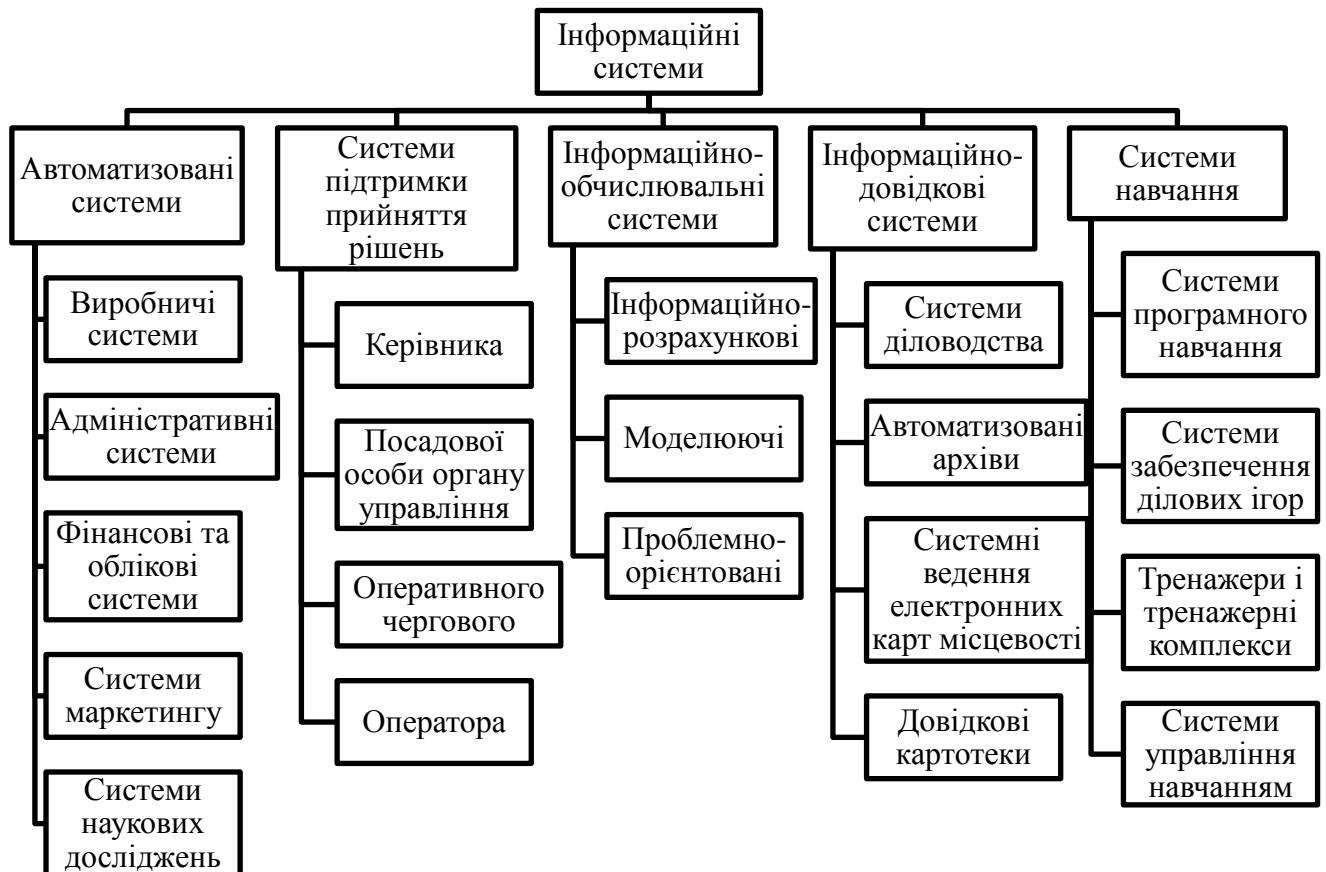 Інформаційні
системи
Автоматизовані
системи
Системи
підтримки
прийняття
рішень
Інформаційно-
обчислювальні
системи
Інформаційно-
довідкові
системи
Системи
навчання
Виробничі
системи
Адміністративні
системи
Фінансові та
облікові
системи
Системи
маркетингу
Системи
наукових
досліджень
Керівника
Посадової
особи органу
управління
Оперативного
чергового
Оператора
Інформаційно-
розрахункові
Моделюючі
Проблемно-
орієнтовані
Системи
діловодства
Автоматизовані
архіви
Системні
ведення
електронних
карт місцевості
Довідкові
картотеки
Системи
програмного
навчання
Системи
забезпечення
ділових ігор
Тренажери і
тренажерні
комплекси
Системи
управління
навчанням